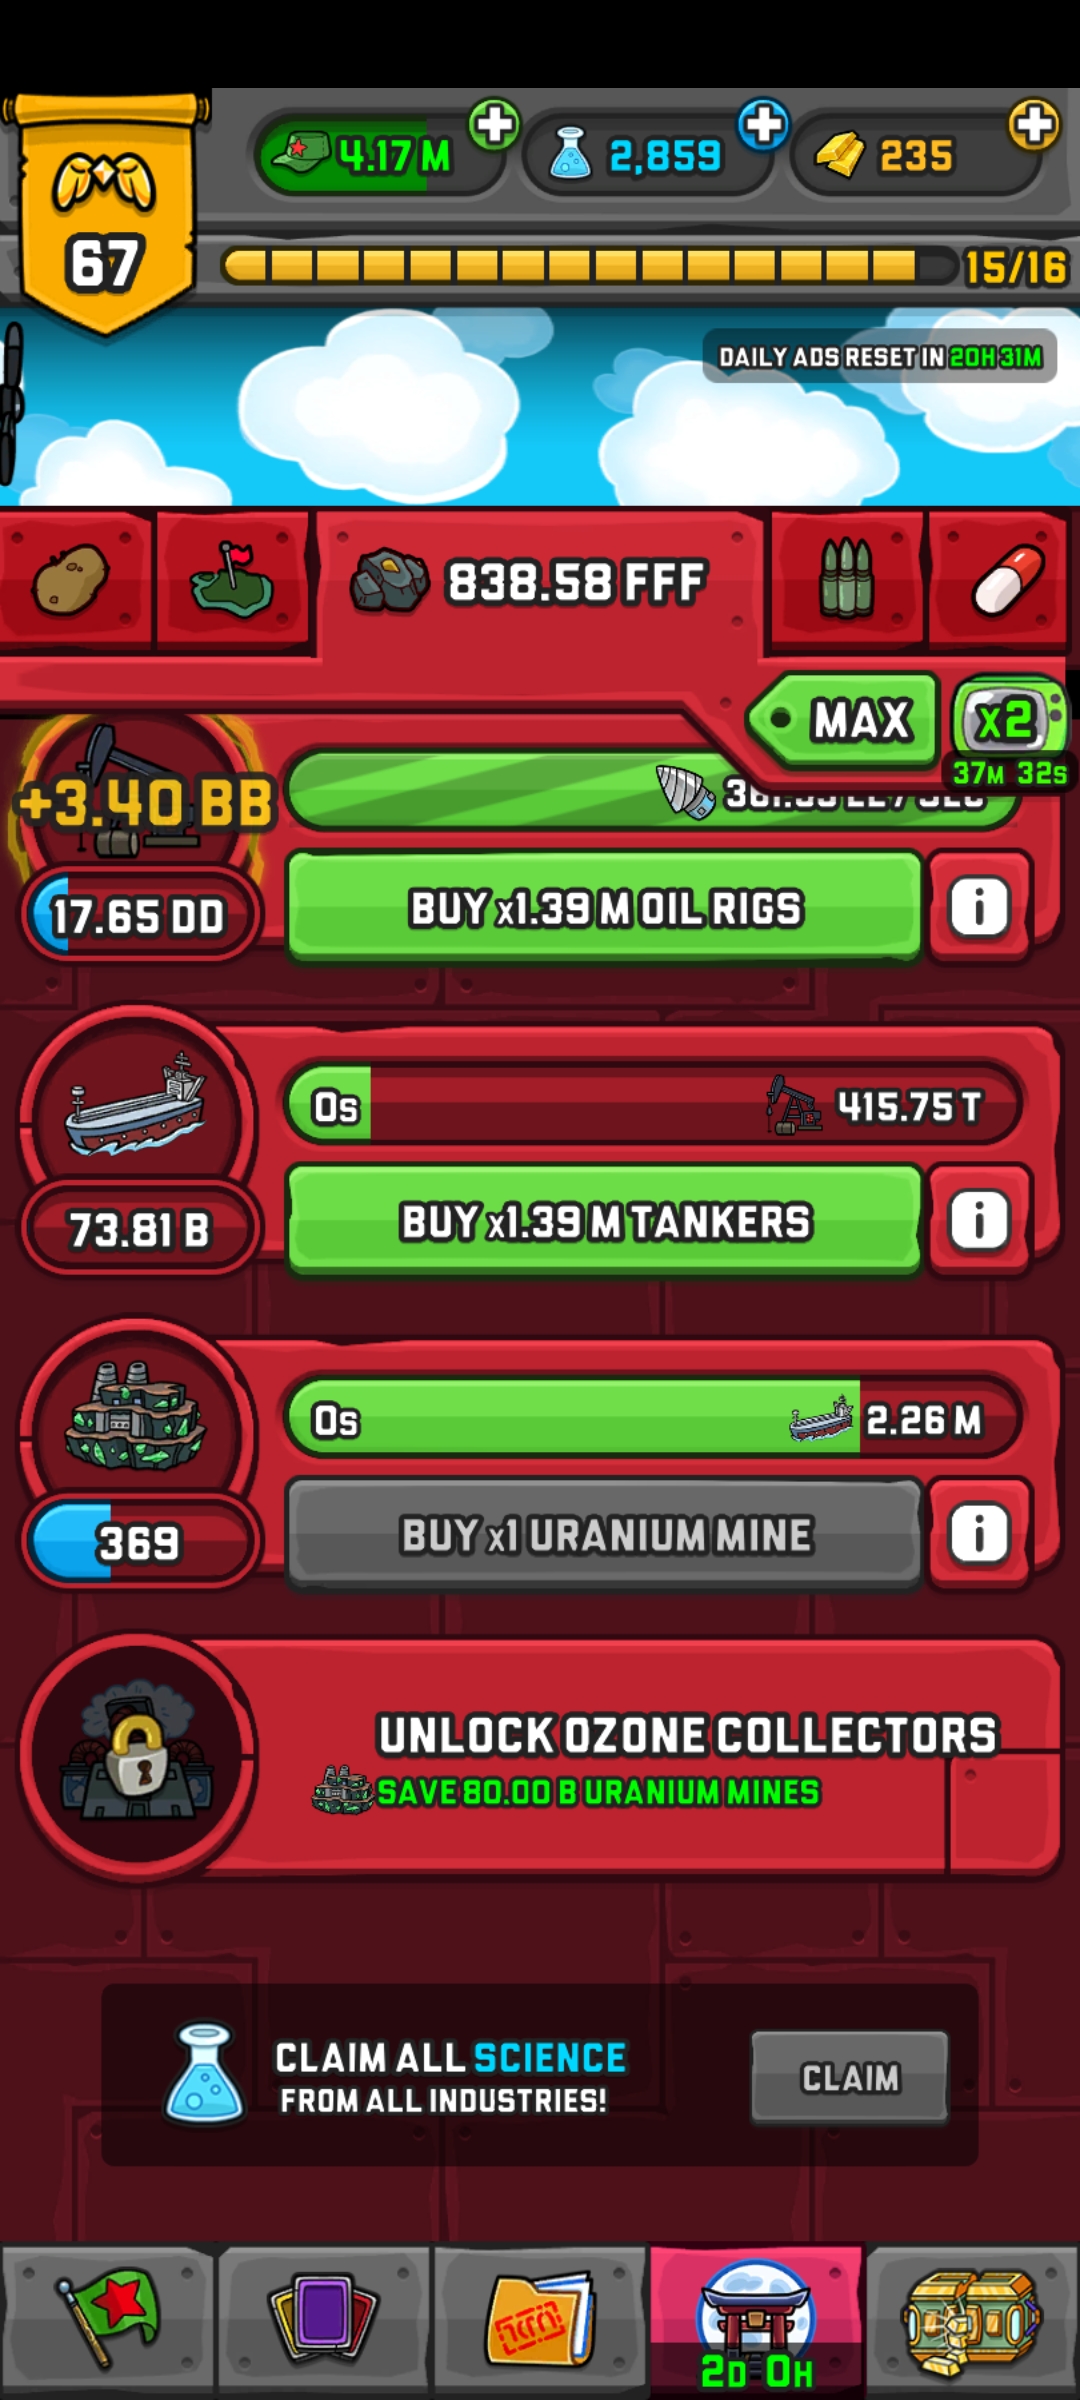 4.17 M
2,859
235
67
15/16
DAILY ADS RESET IN 20H 31M
838.58 FFF
MAX
x2
37M 32S
+3.40 BB
17.65 DD
BUY x1.39 M OIL RIGS
0s
415.75 T
73.81 B
BUY x1.39 M TANKERS
0s
2.26 M
369
BUY x1 URANIUM MINE
UNLOCK OZONE COLLECTORS
SAVE 80.00 B URANIUM MINES
CLAIM ALL SCIENCE
FROM ALL INDUSTRIES!
CLAIM
2D 0H